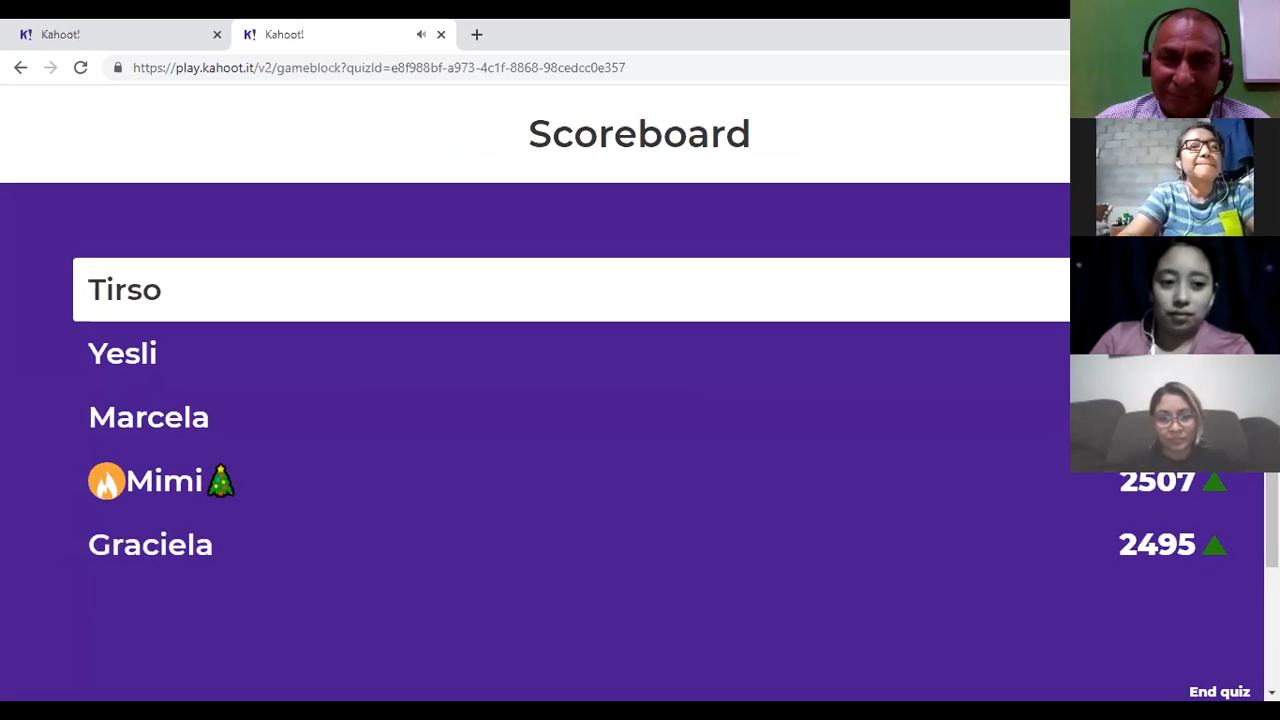 K! Kahoot!
K! Kahoot!
https://play.kahoot.it/v2/gameblock?quizId=e8f988bf-a973-4c1f-8868-98cedcc0e357
Scoreboard
Tirso
Yesli
Marcela
Mimi 2507
Graciela 2495
End quiz